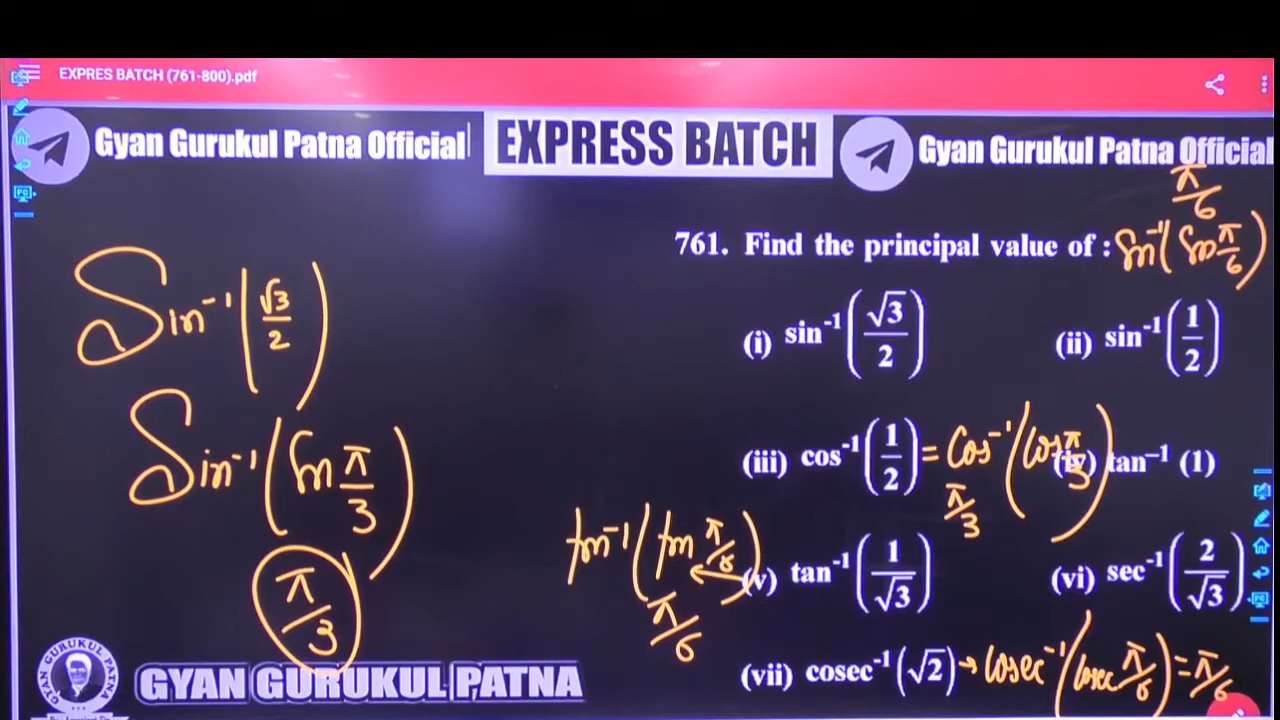 EXPRES BATCH (761-800).pdf
Gyan Gurukul Patna Official
EXPRESS BATCH
Gyan Gurukul Patna Official
π/6
761. Find the principal value of : Sin⁻¹(Sin π/6)
(i) sin⁻¹(√3/2)
(ii) sin⁻¹(1/2)
(iii) cos⁻¹(1/2) = Cos⁻¹(Cos π/3)
π/3
(iv) tan⁻¹ (1)
(v) tan⁻¹(1/√3)
(vi) sec⁻¹(2/√3)
(vii) cosec⁻¹(√2) → Cosec⁻¹(Cosec π/6) = π/6
Sin⁻¹(√3/2)
Sin⁻¹(Sin π/3)
π/3
tan⁻¹(tan π/6)
π/6
GYAN GURUKUL PATNA
GYAN GURUKUL PATNA